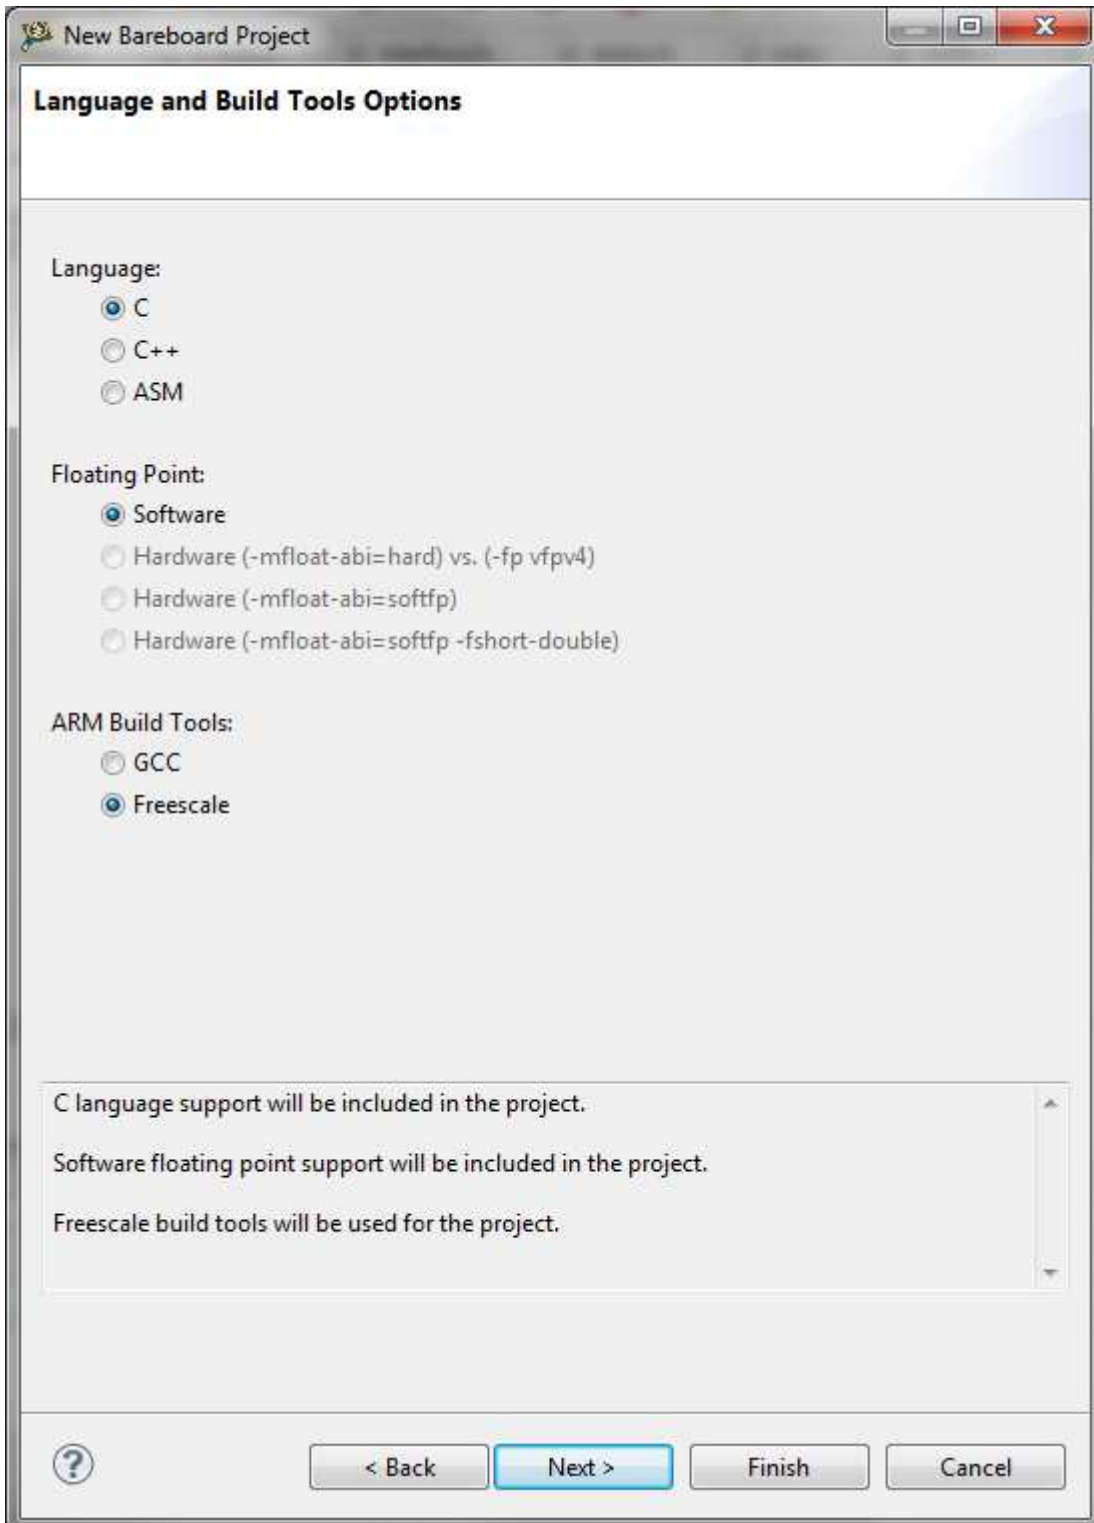 New Bareboard Project
Language and Build Tools Options
Language:
C
C++
ASM
Floating Point:
Software
Hardware (-mfloat-abi=hard) vs. (-fp vfpv4)
Hardware (-mfloat-abi=softfp)
Hardware (-mfloat-abi=softfp -fshort-double)
ARM Build Tools:
GCC
Freescale
C language support will be included in the project.
Software floating point support will be included in the project.
Freescale build tools will be used for the project.
? < Back Next > Finish Cancel